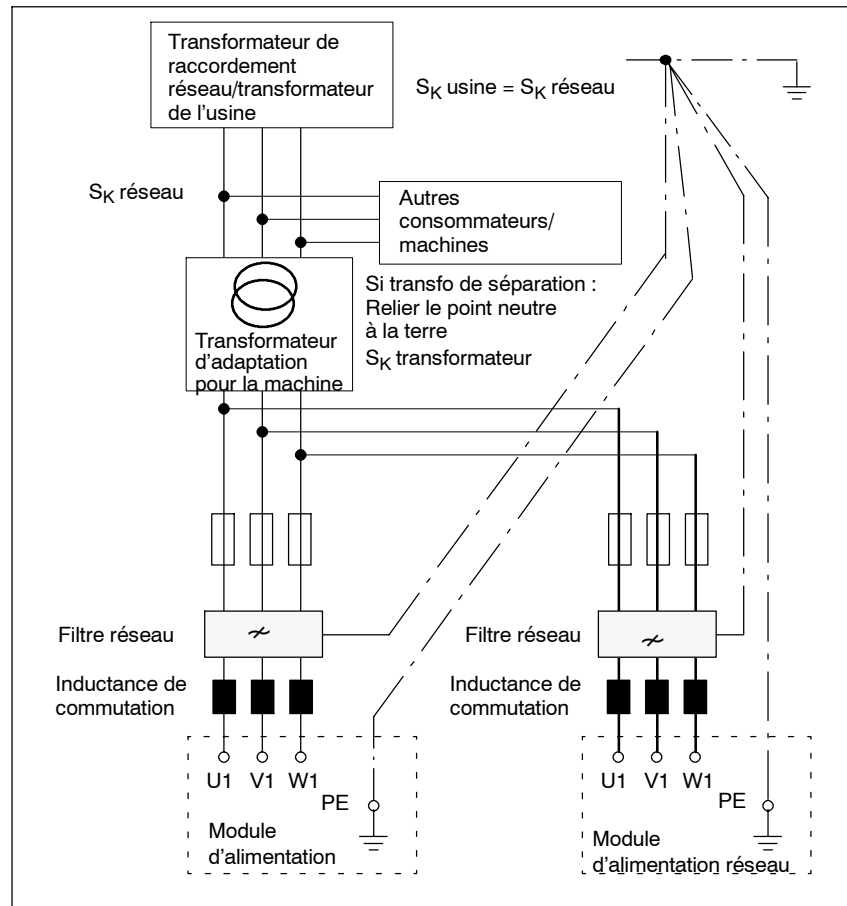 Transformateur de
raccordement
réseau/transformateur
de l'usine
S_K usine = S_K réseau
S_K réseau
Autres
consommateurs/
machines
Si transfo de séparation :
Relier le point neutre
à la terre
S_K transformateur
Transformateur
d'adaptation
pour la machine
Filtre réseau
Filtre réseau
Inductance de
commutation
Inductance de
commutation
U1 V1 W1
PE
Module
d'alimentation
U1 V1 W1
PE
Module
d'alimentation réseau